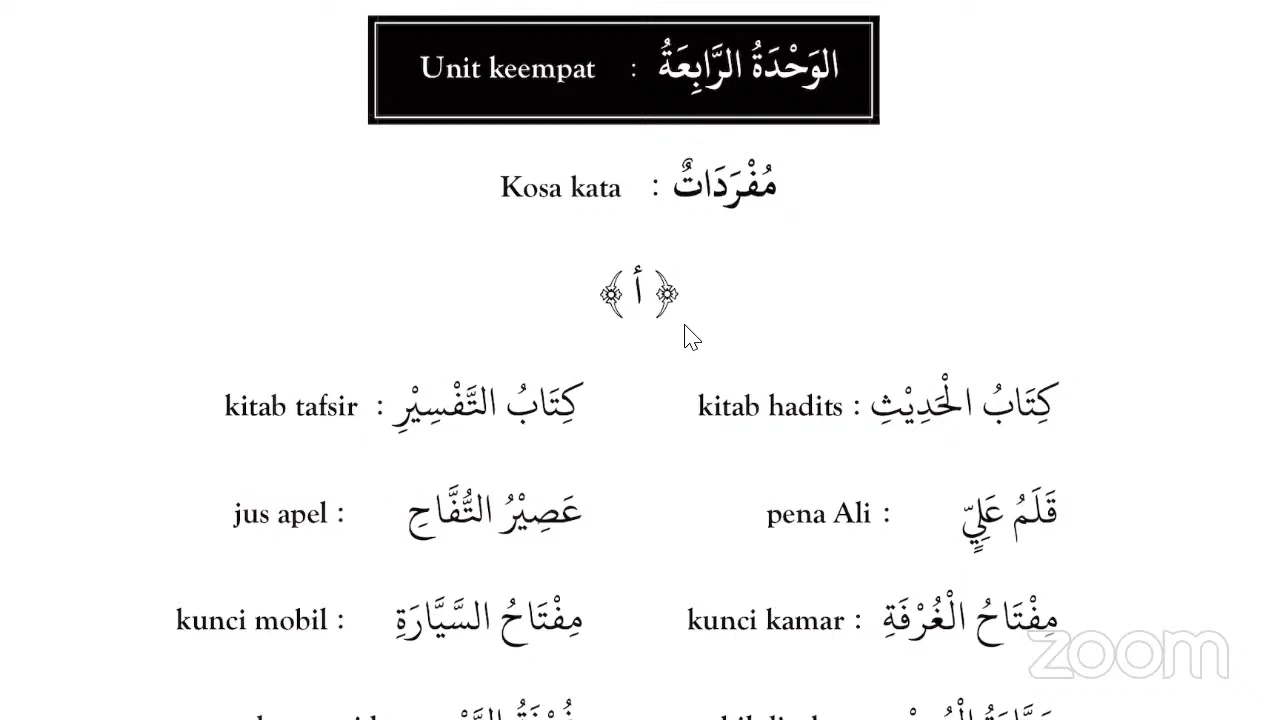 الوَحْدَةُ الرَّابِعَةُ : Unit keempat
مُفْرَدَاتٌ : Kosa kata
﴿ أ ﴾
كِتَابُ الْحَدِيْثِ : kitab hadits كِتَابُ التَّفْسِيْرِ : kitab tafsir
قَلَمُ عَلِيٍّ : pena Ali عَصِيْرُ التُّفَّاحِ : jus apel
مِفْتَاحُ الْغُرْفَةِ : kunci kamar مِفْتَاحُ السَّيَّارَةِ : kunci mobil
zoom